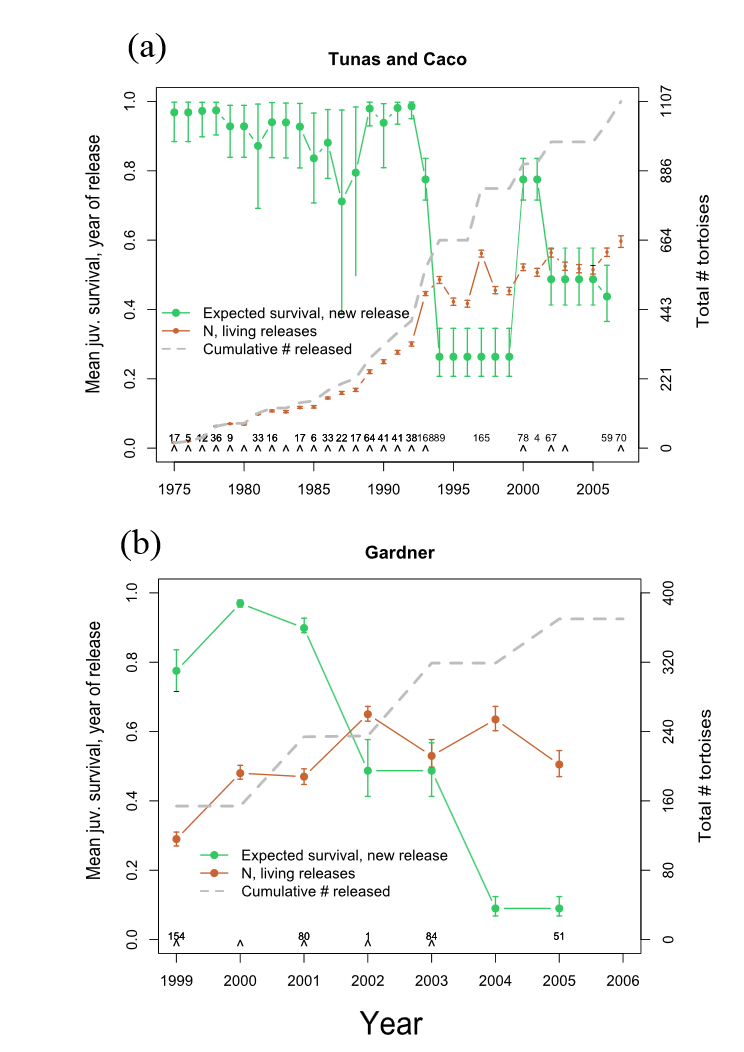 (a)
Tunas and Caco
Mean juv. survival, year of release
Total # tortoises
1.0
0.8
0.6
0.4
0.2
0.0
1107
886
664
443
221
0
Expected survival, new release
N, living releases
Cumulative # released
17 5 42 36 9 33 16 17 6 33 22 17 64 41 41 38 168 89 165 78 4 67 59 70
^ ^ ^ ^ ^ ^ ^ ^ ^ ^ ^ ^ ^ ^ ^ ^ ^ ^ ^ ^ ^ ^
1975 1980 1985 1990 1995 2000 2005
(b)
Gardner
Mean juv. survival, year of release
Total # tortoises
1.0
0.8
0.6
0.4
0.2
0.0
400
320
240
160
80
0
Expected survival, new release
N, living releases
Cumulative # released
154 80 1 84 51
^ ^ ^ ^ ^
1999 2000 2001 2002 2003 2004 2005 2006
Year